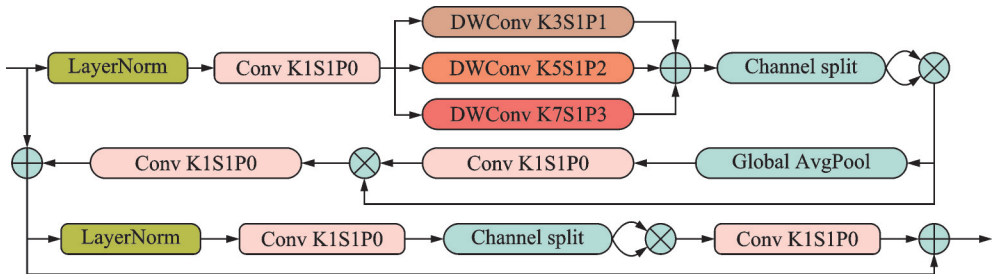 DWConv K3S1P1
LayerNorm
Conv K1S1P0
DWConv K5S1P2
Channel split
DWConv K7S1P3
Conv K1S1P0
Conv K1S1P0
Global AvgPool
LayerNorm
Conv K1S1P0
Channel split
Conv K1S1P0